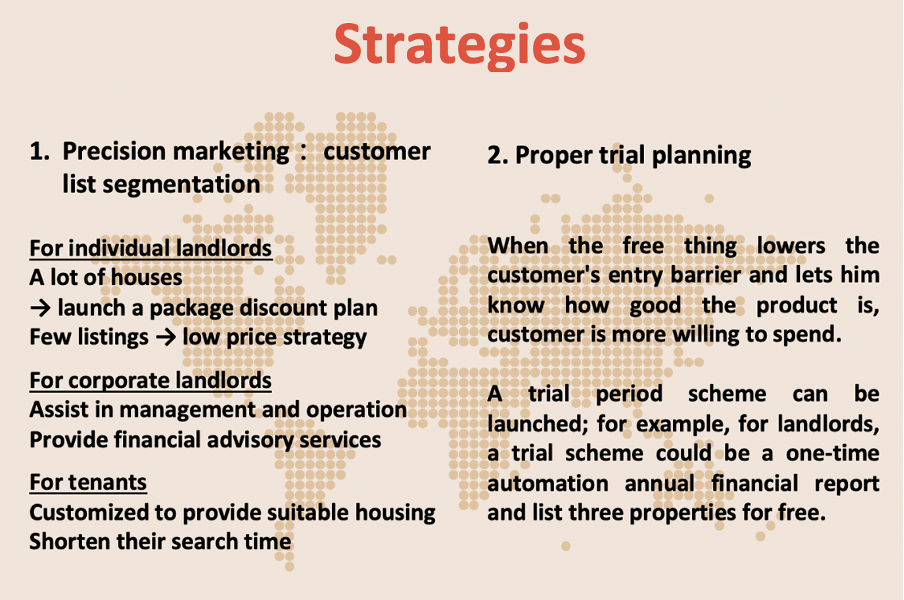 Strategies
1. Precision marketing： customer
list segmentation
For individual landlords
A lot of houses
→ launch a package discount plan
Few listings → low price strategy
For corporate landlords
Assist in management and operation
Provide financial advisory services
For tenants
Customized to provide suitable housing
Shorten their search time
2. Proper trial planning
When the free thing lowers the
customer's entry barrier and lets him
know how good the product is,
customer is more willing to spend.
A trial period scheme can be
launched; for example, for landlords,
a trial scheme could be a one-time
automation annual financial report
and list three properties for free.